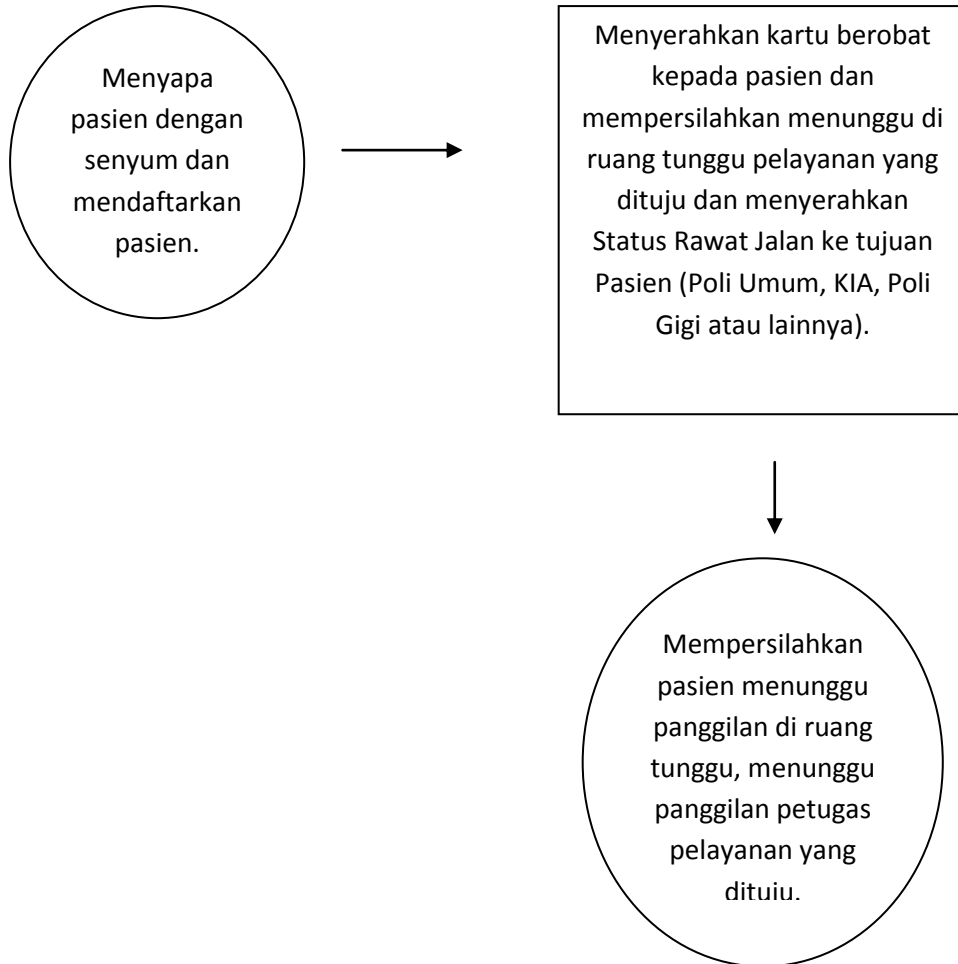 Menyapa
pasien dengan
senyum dan
mendaftarkan
pasien.
Menyerahkan kartu berobat
kepada pasien dan
mempersilahkan menunggu di
ruang tunggu pelayanan yang
dituju dan menyerahkan
Status Rawat Jalan ke tujuan
Pasien (Poli Umum, KIA, Poli
Gigi atau lainnya).
Mempersilahkan
pasien menunggu
panggilan di ruang
tunggu, menunggu
panggilan petugas
pelayanan yang
dituju.